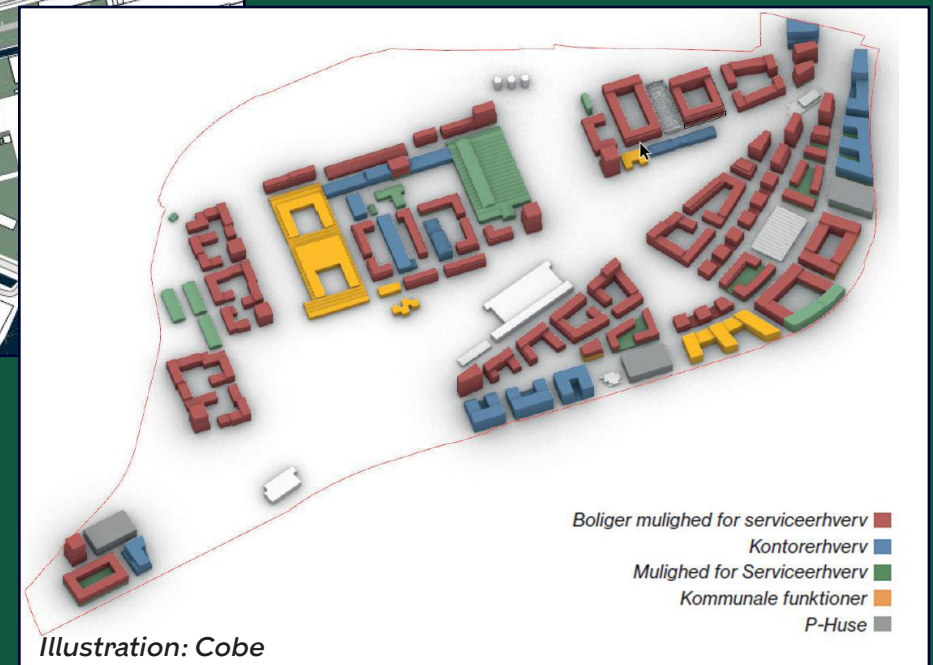 Boliger mulighed for serviceerhverv
Kontorerhverv
Mulighed for Serviceerhverv
Kommunale funktioner
P-Huse
Illustration: Cobe